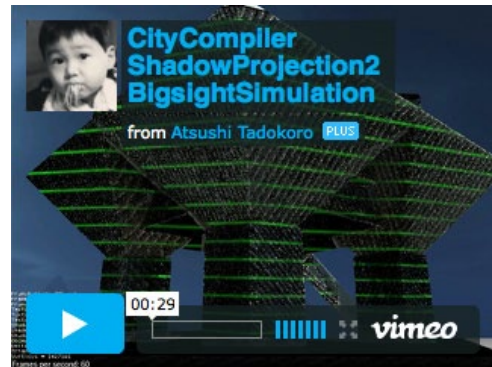 CityCompiler
ShadowProjection2
BigsightSimulation
from Atsushi Tadokoro PLUS
00:29
vimeo
Frames per second: 60